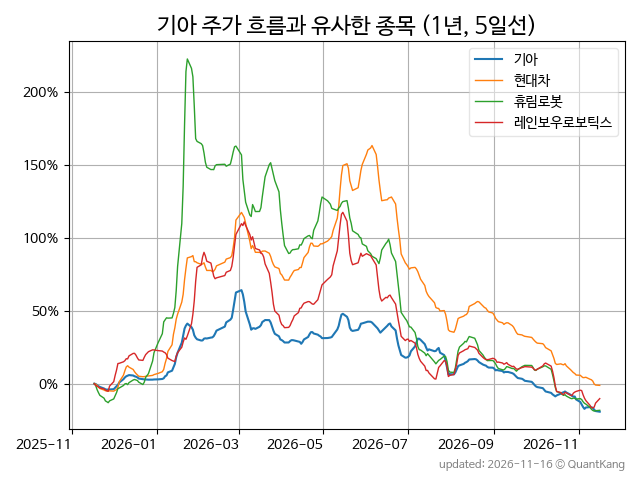 기아 주가 흐름과 유사한 종목 (1년, 5일선)
기아
현대차
휴림로봇
레인보우로보틱스
200%
150%
100%
50%
0%
2025-11
2026-01
2026-03
2026-05
2026-07
2026-09
2026-11
updated: 2026-11-16 © QuantKang